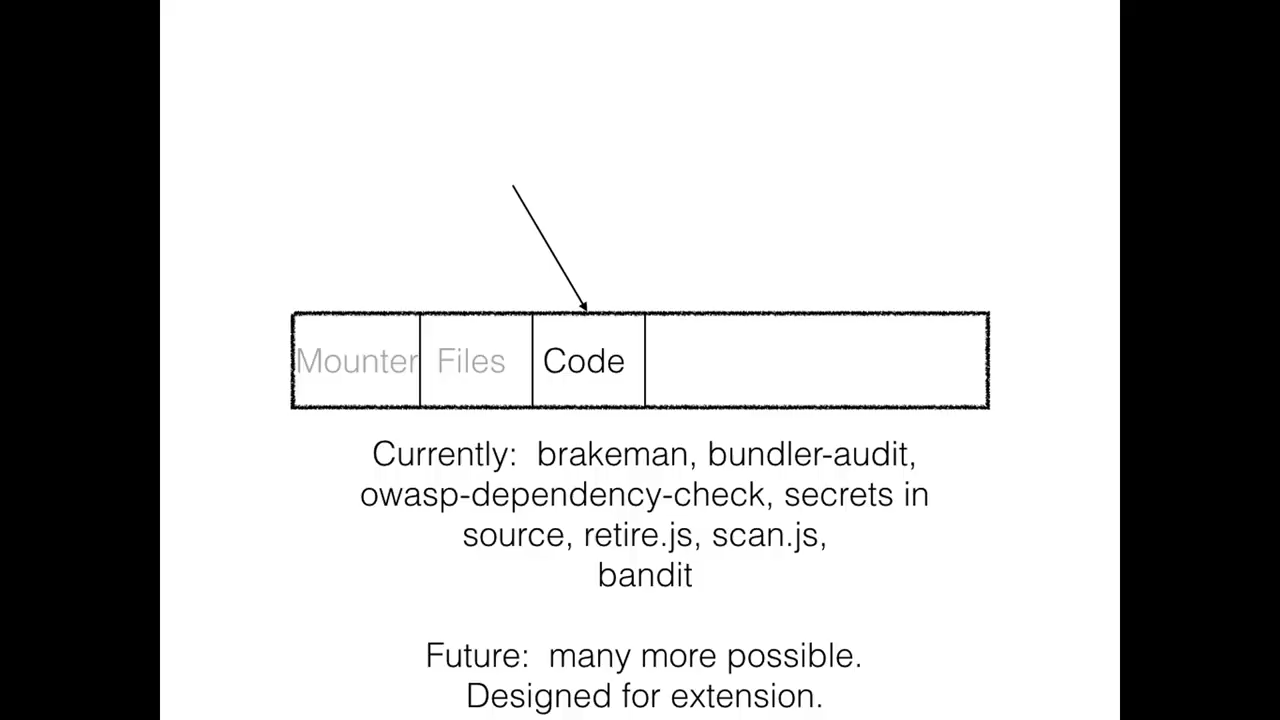 Mounter Files Code
Currently:  brakeman, bundler-audit,
owasp-dependency-check, secrets in
source, retire.js, scan.js,
bandit
Future:  many more possible.
Designed for extension.